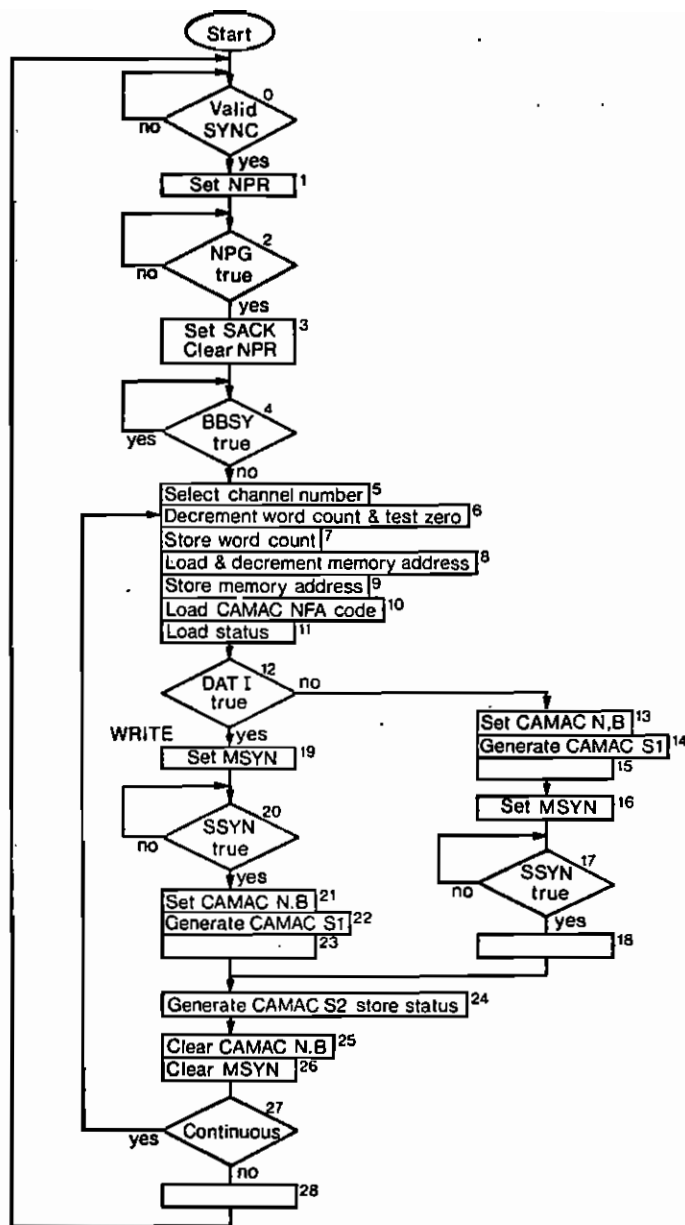 Start
0
Valid
SYNC
no
yes
Set NPR 1
2
NPG
true
no
yes
Set SACK 3
Clear NPR
4
BBSY
true
yes
no
Select channel number 5
Decrement word count & test zero 6
Store word count 7
Load & decrement memory address 8
Store memory address 9
Load CAMAC NFA code 10
Load status 11
12
DAT I
true
no
yes
WRITE
Set MSYN 19
20
SSYN
true
no
yes
Set CAMAC N.B 21
Generate CAMAC S1 22
23
Set CAMAC N,B 13
Generate CAMAC S1 14
15
Set MSYN 16
17
SSYN
true
no
yes
18
Generate CAMAC S2 store status 24
Clear CAMAC N.B 25
Clear MSYN 26
27
Continuous
yes
no
28